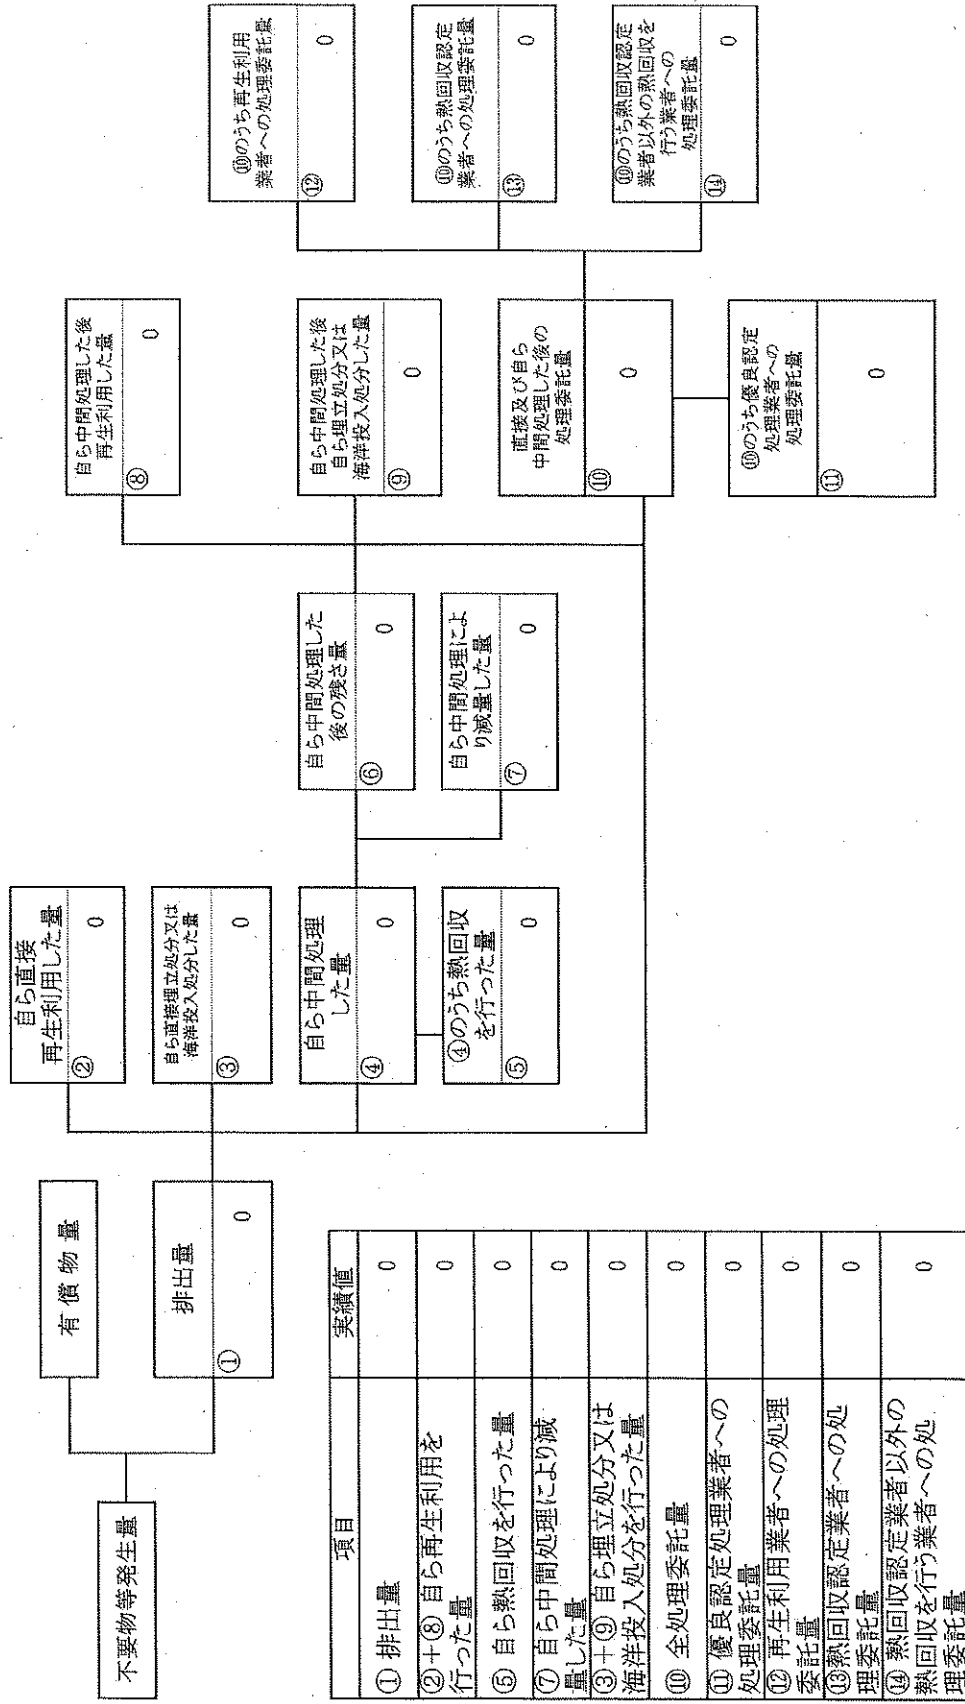 不要物等発生量
有償物量
排出量
①
0
自ら直接
再生利用した量
②
0
自ら直接埋立処分又は
海洋投入処分した量
③
0
自ら中間処理
した量
④
0
④のうち熱回収
を行った量
⑤
0
自ら中間処理した
後の残さ量
⑥
0
自ら中間処理によ
り減量した量
⑦
0
自ら中間処理した後
再生利用した量
⑧
0
自ら中間処理した後
自ら埋立処分又は
海洋投入処分した量
⑨
0
直接及び自ら
中間処理した後の
処理委託量
⑩
0
⑩のうち優良認定
処理業者への
処理委託量
⑪
0
⑩のうち再生利用
業者への処理委託量
⑫
0
⑩のうち熱回収認定
業者への処理委託量
⑬
0
⑩のうち熱回収認定
業者以外の熱回収を
行う業者への
処理委託量
⑭
0
項目 実績値
① 排出量 0
②+⑧ 自ら再生利用を
行った量 0
⑤ 自ら熱回収を行った量 0
⑦ 自ら中間処理により減
量した量 0
③+⑨ 自ら埋立処分又は
海洋投入処分を行った量 0
⑩ 全処理委託量 0
⑪ 優良認定処理業者への
処理委託量 0
⑫ 再生利用業者への処理
委託量 0
⑬熱回収認定業者への処
理委託量 0
⑭ 熱回収認定業者以外の
熱回収を行う業者への処
理委託量 0